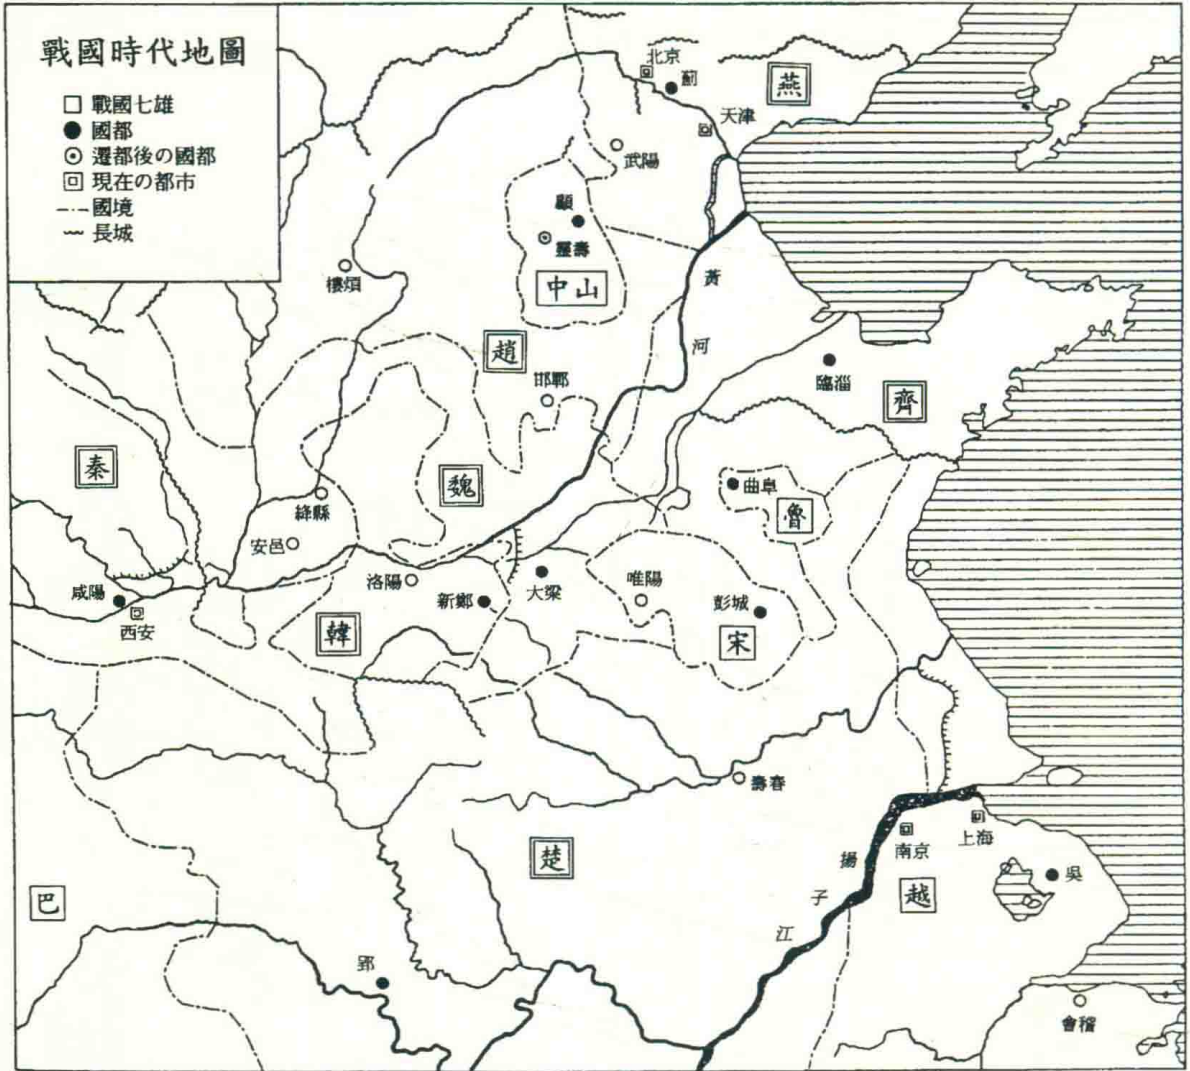 戰國時代地圖
戰國七雄
國都
遷都後の國都
現在の都市
國境
長城
北京
薊
燕
天津
武陽
顧
靈壽
中山
樓煩
黃
河
趙
邯鄲
臨淄
齊
秦
魏
絳縣
安邑
曲阜
魯
咸陽
西安
洛陽
新鄭
大梁
唯陽
彭城
韓
宋
壽春
楚
揚
子
江
南京
上海
越
吳
巴
郢
會稽